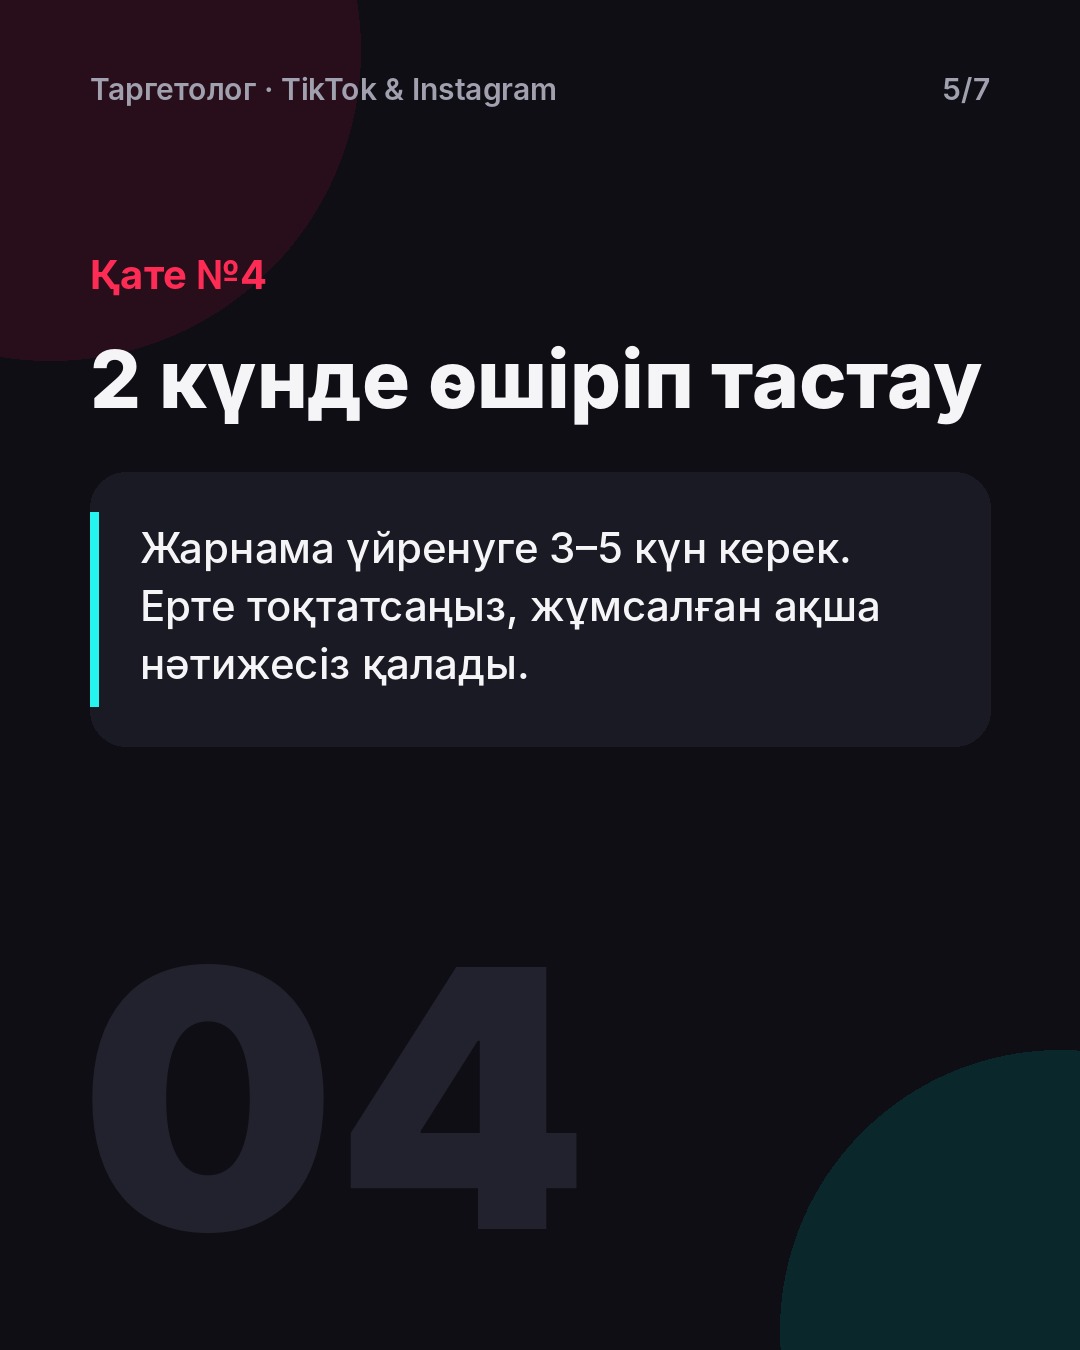 Таргетолог · TikTok & Instagram
5/7
Қате №4
2 күнде өшіріп тастау
Жарнама үйренуге 3–5 күн керек.
Ерте тоқтатсаңыз, жұмсалған ақша
нәтижесіз қалады.
04